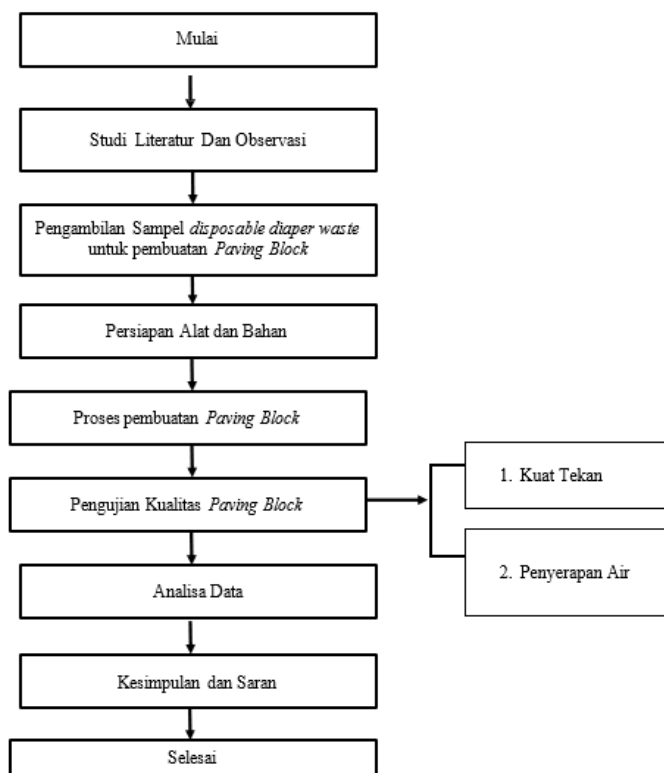 Mulai
Studi Literatur Dan Observasi
Pengambilan Sampel disposable diaper waste
untuk pembuatan Paving Block
Persiapan Alat dan Bahan
Proses pembuatan Paving Block
Pengujian Kualitas Paving Block
1. Kuat Tekan
2. Penyerapan Air
Analisa Data
Kesimpulan dan Saran
Selesai